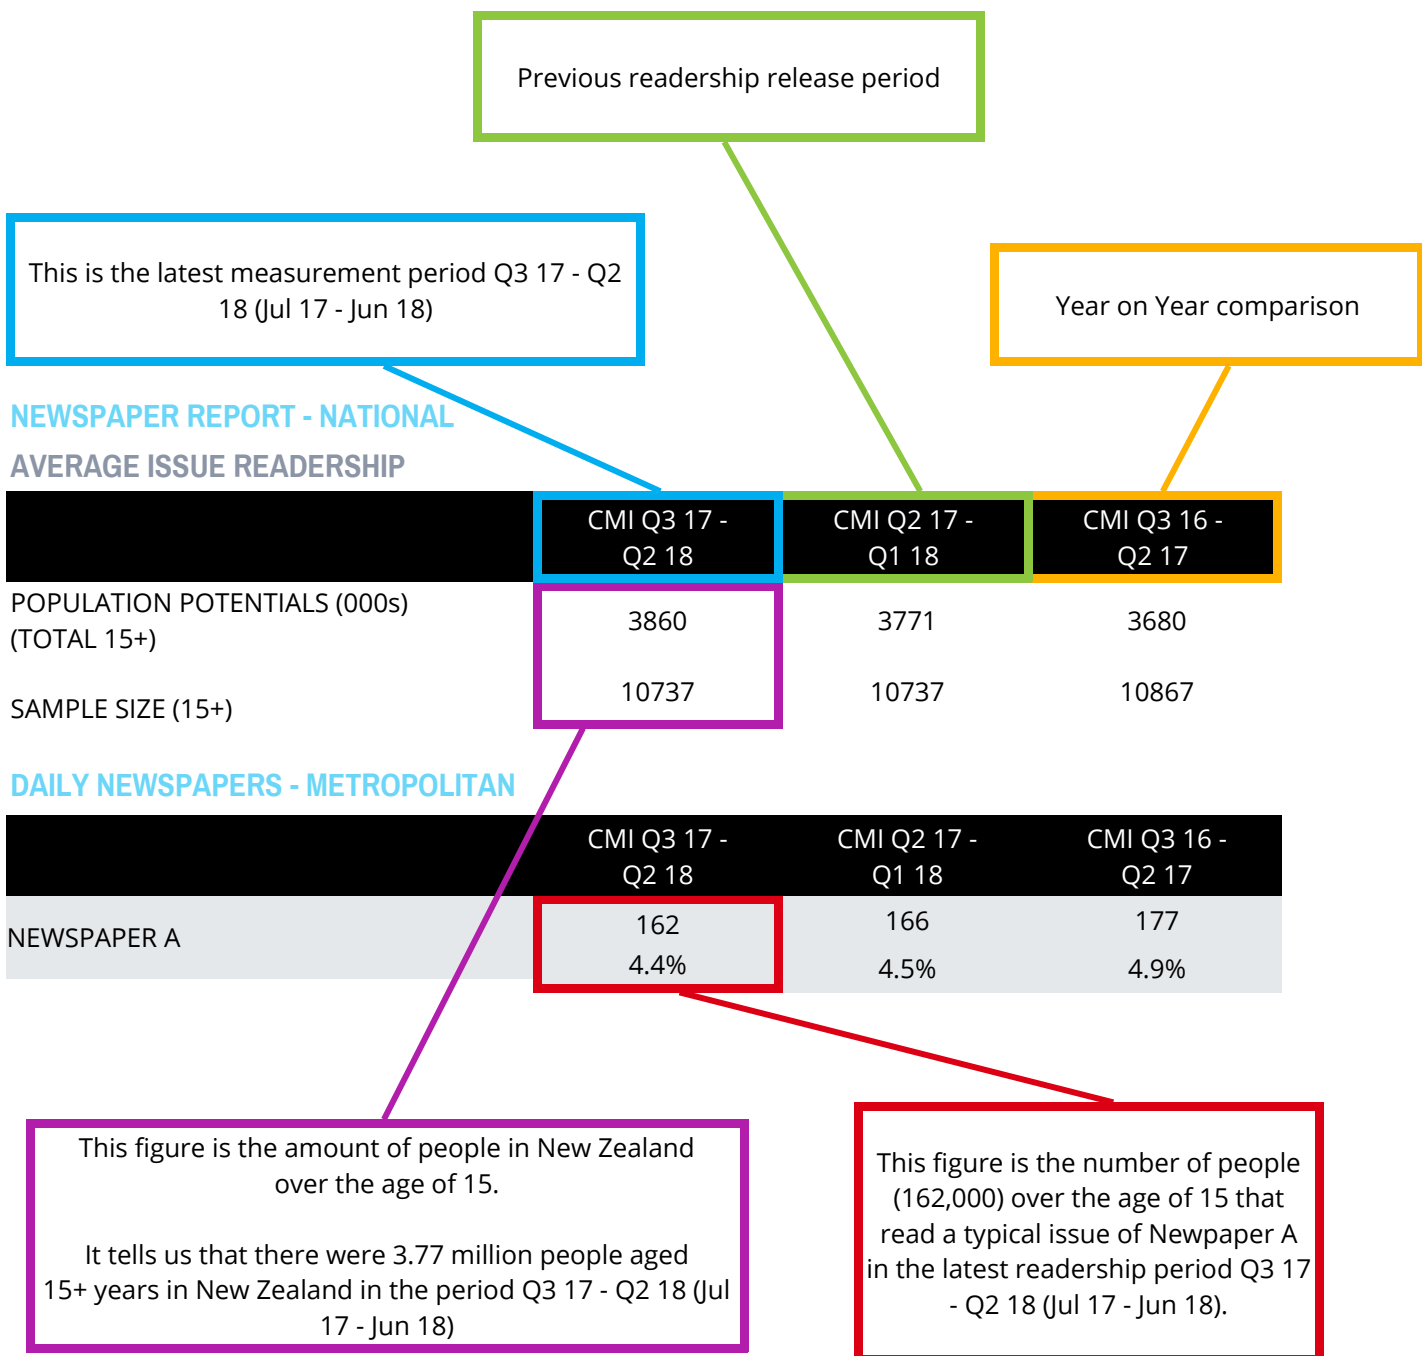 Previous readership release period
This is the latest measurement period Q3 17 - Q2
18 (Jul 17 - Jun 18)
Year on Year comparison
NEWSPAPER REPORT - NATIONAL
AVERAGE ISSUE READERSHIP
CMI Q3 17 -
Q2 18
CMI Q2 17 -
Q1 18
CMI Q3 16 -
Q2 17
POPULATION POTENTIALS (000s)
(TOTAL 15+)
3860
3771
3680
SAMPLE SIZE (15+)
10737
10737
10867
DAILY NEWSPAPERS - METROPOLITAN
CMI Q3 17 -
Q2 18
CMI Q2 17 -
Q1 18
CMI Q3 16 -
Q2 17
NEWSPAPER A
162
166
177
4.4%
4.5%
4.9%
This figure is the amount of people in New Zealand
over the age of 15.
It tells us that there were 3.77 million people aged
15+ years in New Zealand in the period Q3 17 - Q2 18 (Jul
17 - Jun 18)
This figure is the number of people
(162,000) over the age of 15 that
read a typical issue of Newpaper A
in the latest readership period Q3 17
- Q2 18 (Jul 17 - Jun 18).